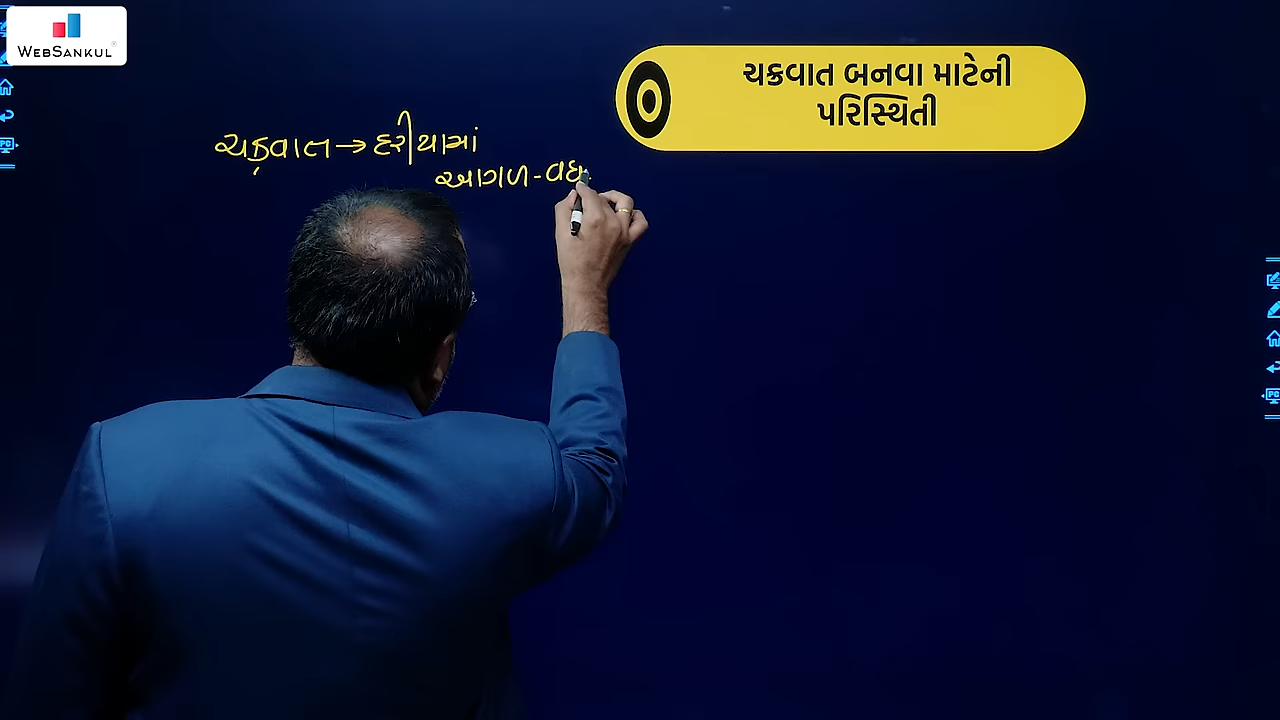 WEBSANKUL
ચક્રવાત બનવા માટેની
પરિસ્થિતી
ચક્રવાત → દરીયામાં
આગળ-વધ